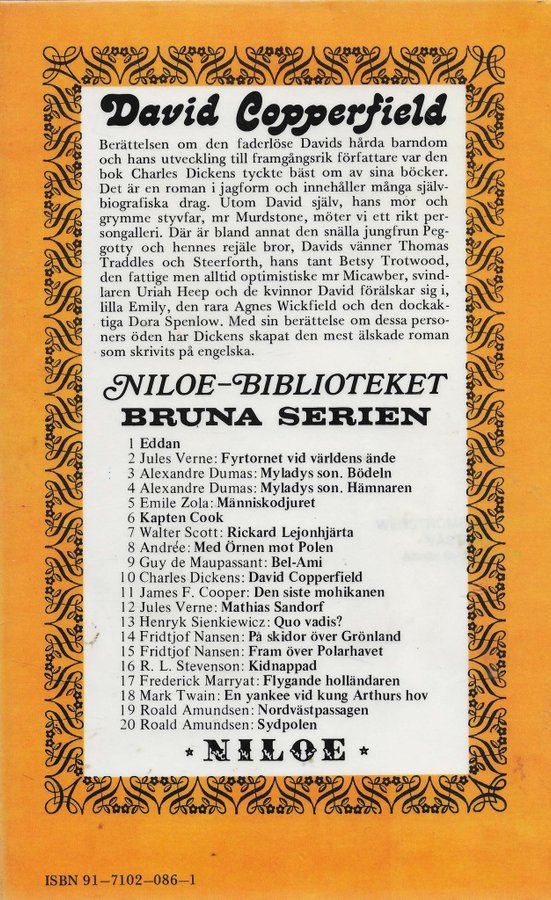 David Copperfield
Berättelsen om den faderlöse Davids hårda barndom
och hans utveckling till framgångsrik författare var den
bok Charles Dickens tyckte bäst om av sina böcker.
Det är en roman i jagform och innehåller många själv-
biografiska drag. Utom David själv, hans mor och
grymme styvfar, mr Murdstone, möter vi ett rikt per-
songalleri. Där är bland annat den snälla jungfrun Peg-
gotty och hennes rejäle bror, Davids vänner Thomas
Traddles och Steerforth, hans tant Betsy Trotwood,
den fattige men alltid optimistiske mr Micawber, svind-
laren Uriah Heep och de kvinnor David förälskar sig i,
lilla Emily, den rara Agnes Wickfield och den dockak-
tiga Dora Spenlow. Med sin berättelse om dessa perso-
ners öden har Dickens skapat den mest älskade roman
som skrivits på engelska.
NILOE-BIBLIOTEKET
BRUNA SERIEN
1 Eddan
2 Jules Verne: Fyrtornet vid världens ände
3 Alexandre Dumas: Myladys son. Bödeln
4 Alexandre Dumas: Myladys son. Hämnaren
5 Emile Zola: Människodjuret
6 Kapten Cook
7 Walter Scott: Rickard Lejonhjärta
8 Andrée: Med Örnen mot Polen
9 Guy de Maupassant: Bel-Ami
10 Charles Dickens: David Copperfield
11 James F. Cooper: Den siste mohikanen
12 Jules Verne: Mathias Sandorf
13 Henryk Sienkiewicz: Quo vadis?
14 Fridtjof Nansen: På skidor över Grönland
15 Fridtjof Nansen: Fram över Polarhavet
16 R. L. Stevenson: Kidnappad
17 Frederick Marryat: Flygande holländaren
18 Mark Twain: En yankee vid kung Arthurs hov
19 Roald Amundsen: Nordvästpassagen
20 Roald Amundsen: Sydpolen
★ NILOE ★
ISBN 91-7102-086-1